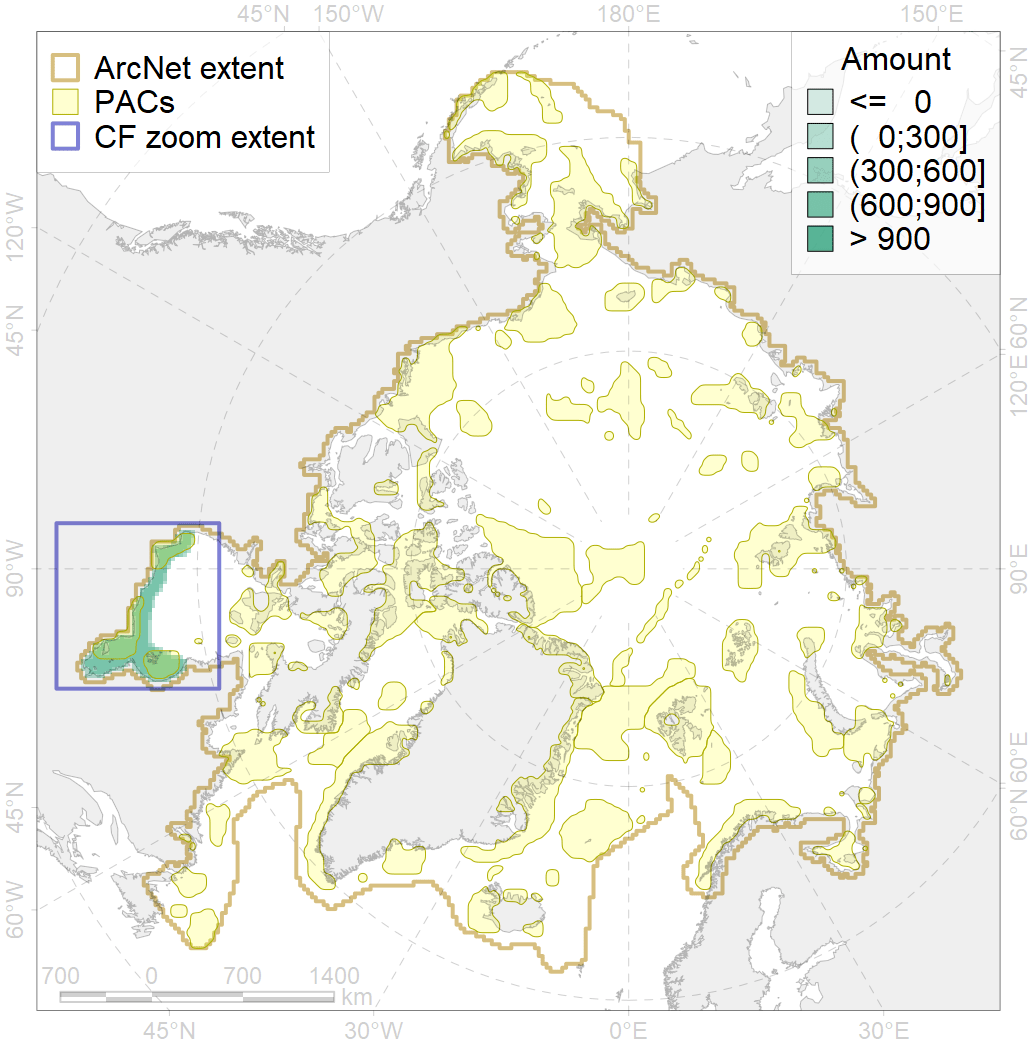 45°N 150°W 180°E 150°E
ArcNet extent
PACs
CF zoom extent
Amount
<= 0
( 0;300]
(300;600]
(600;900]
> 900
45°N
120°W
45°N
60°N
120°E
90°W
90°E
45°N
60°E
60°N
60°W
700 0 700 1400
km
45°N 30°W 0°E 30°E